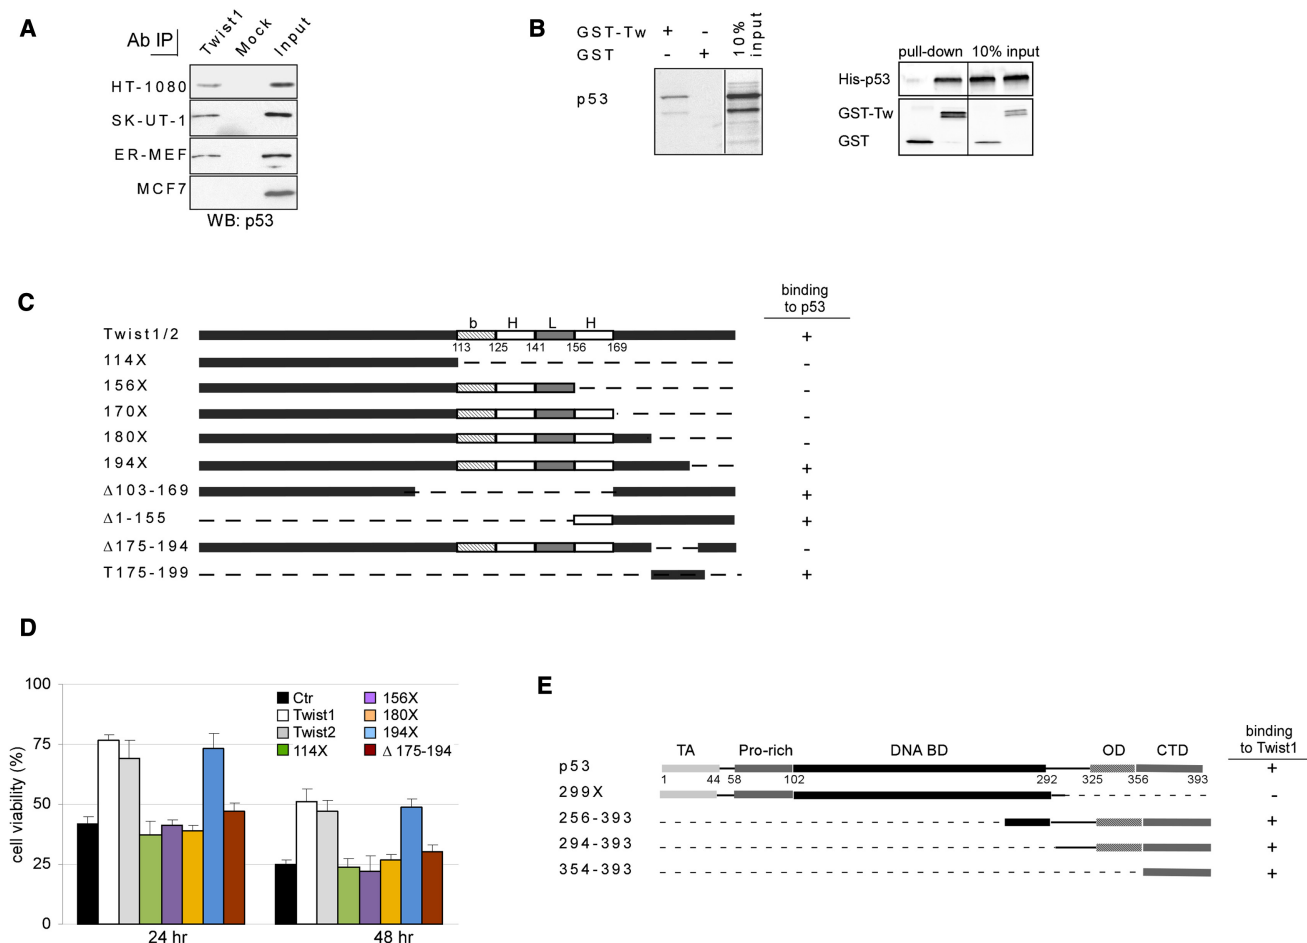 A
Ab IP
Twist1
Mock
Input
HT-1080
SK-UT-1
ER-MEF
MCF7
WB: p53
B
GST-Tw + -
GST - +
10% input
p53
pull-down 10% input
His-p53
GST-Tw
GST
C
binding
to p53
b H L H
Twist1/2 +
113 125 141 156 169
114X -
156X -
170X -
180X -
194X +
Δ103-169 +
Δ1-155 +
Δ175-194 -
T175-199 +
D
cell viability (%)
100
75
50
25
0
Ctr
Twist1
Twist2
114X
156X
180X
194X
Δ 175-194
24 hr
48 hr
E
binding
to Twist1
TA Pro-rich DNA BD OD CTD
p53 +
1 44 58 102 292 325 356 393
299X -
256-393 +
294-393 +
354-393 +